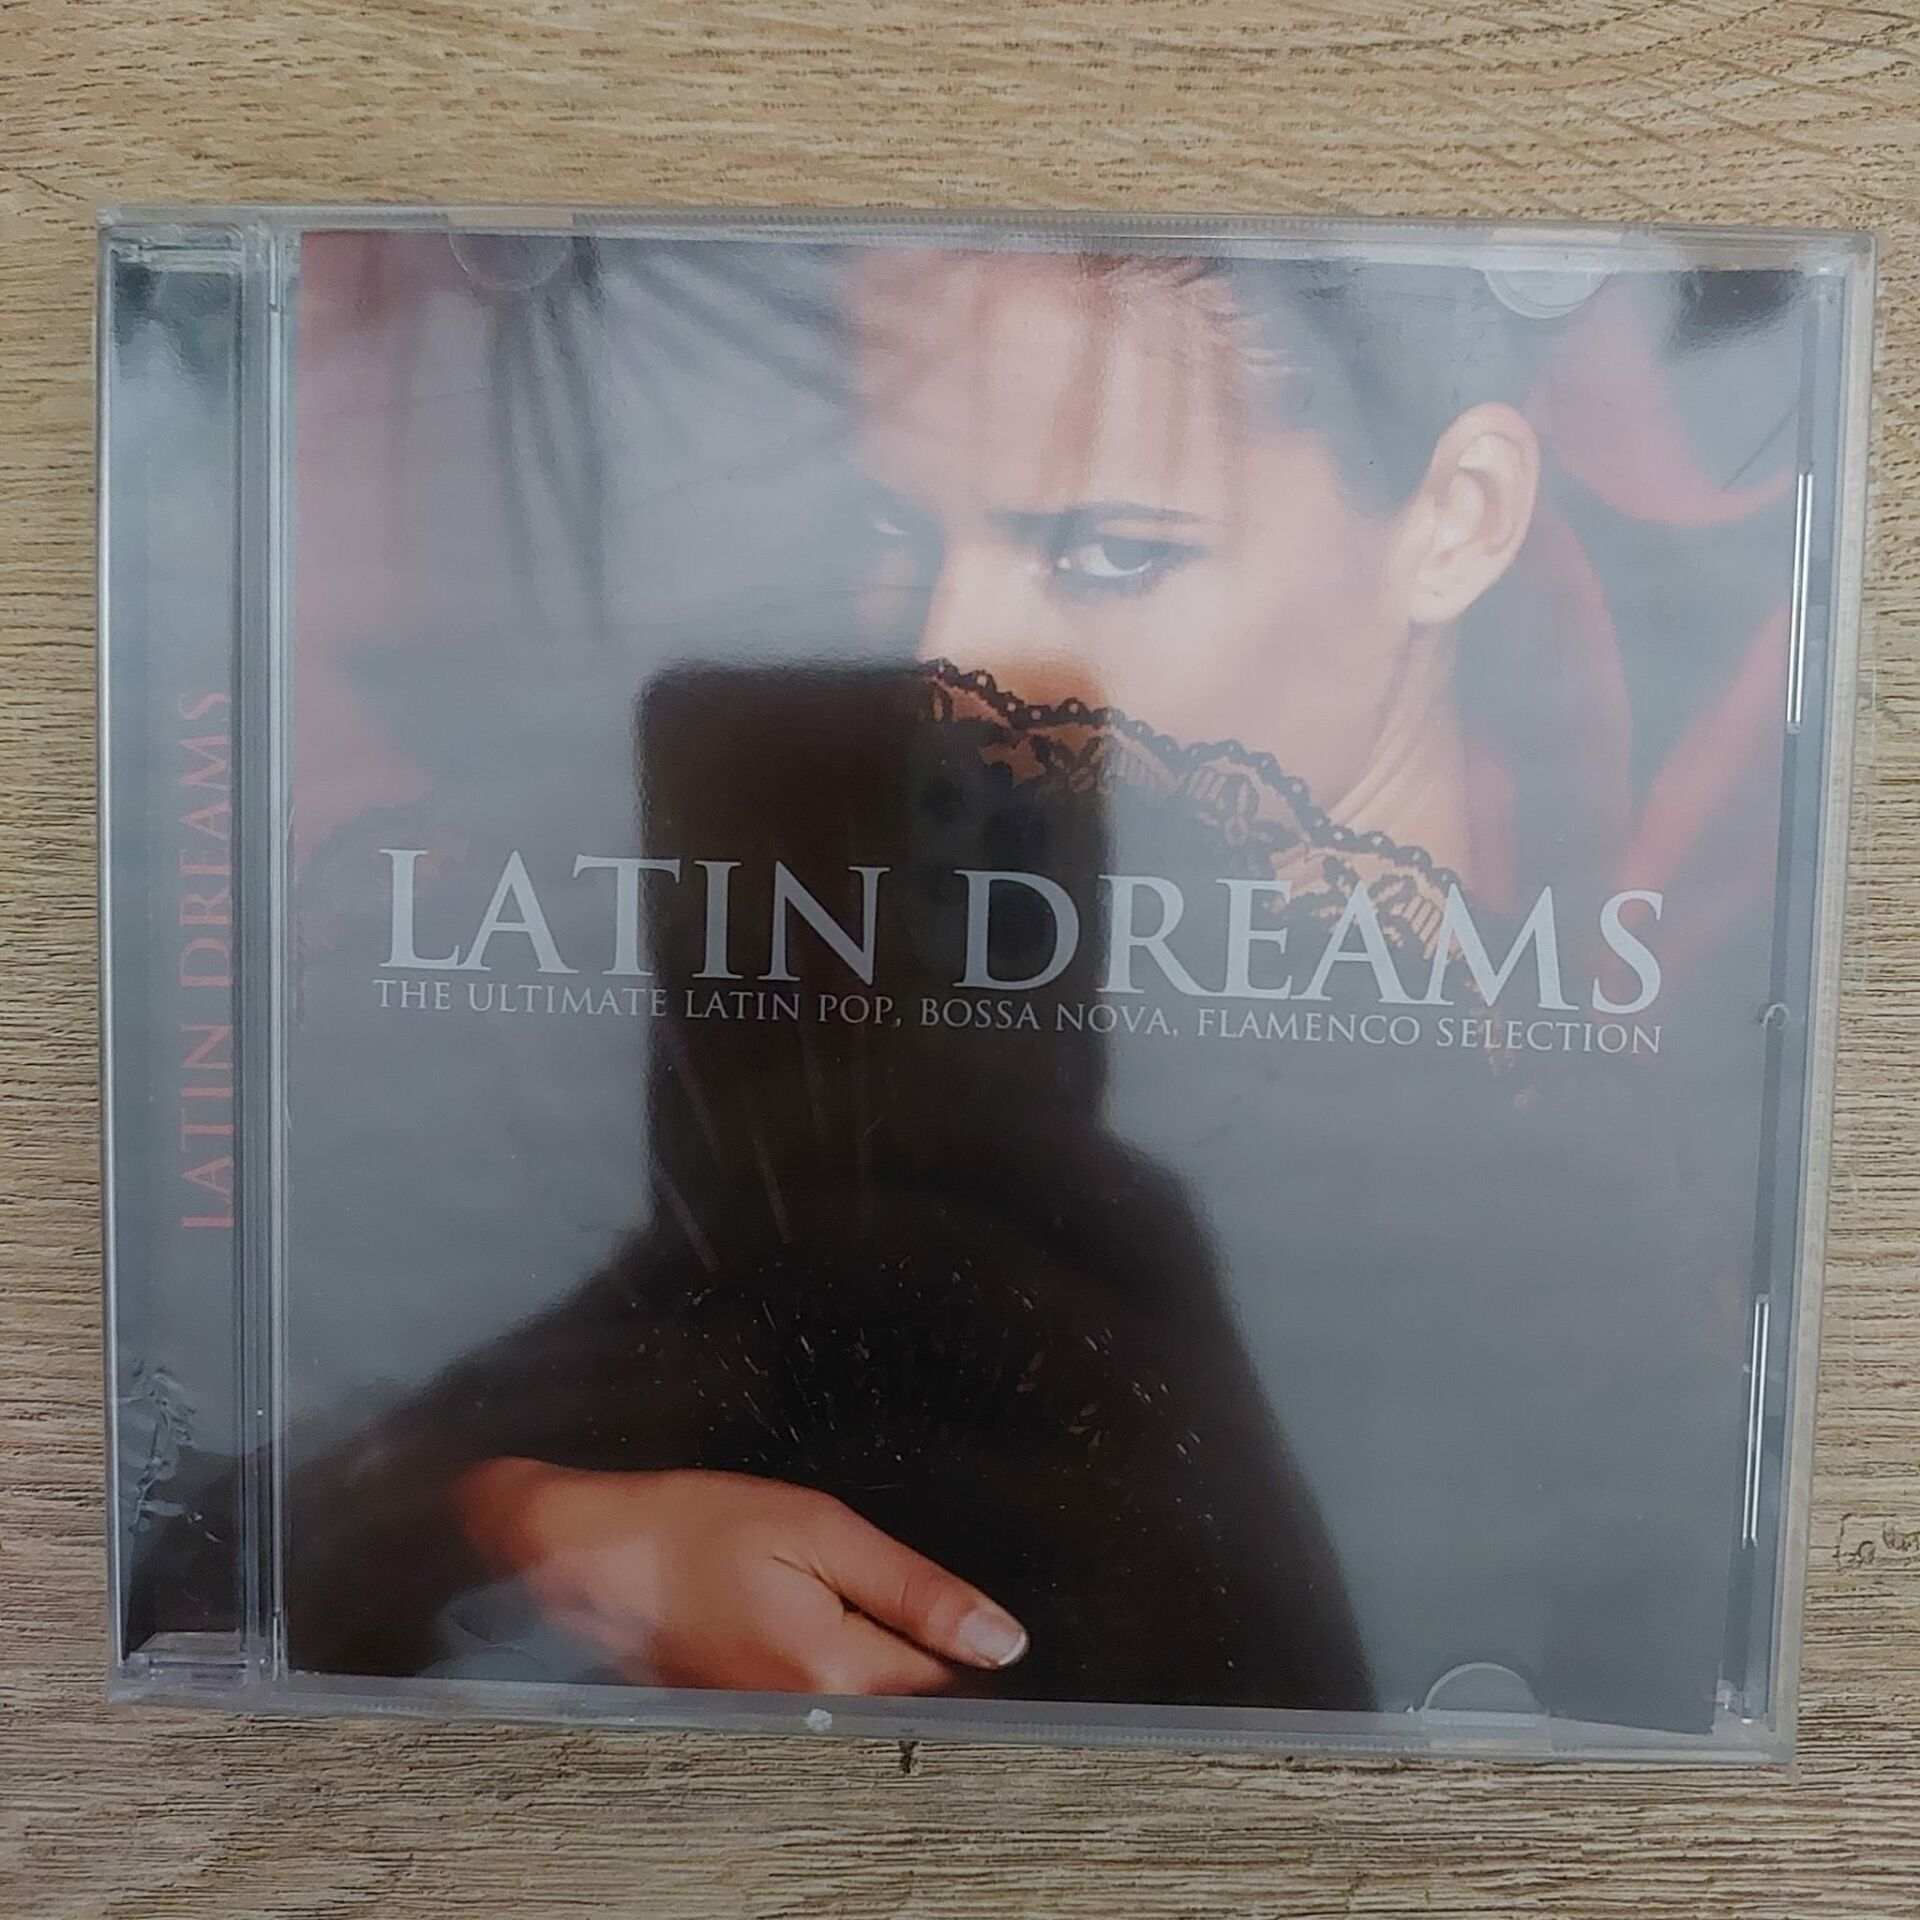 LATIN DREAMS
LATIN DREAMS
THE ULTIMATE LATIN POP, BOSSA NOVA, FLAMENCO SELECTION